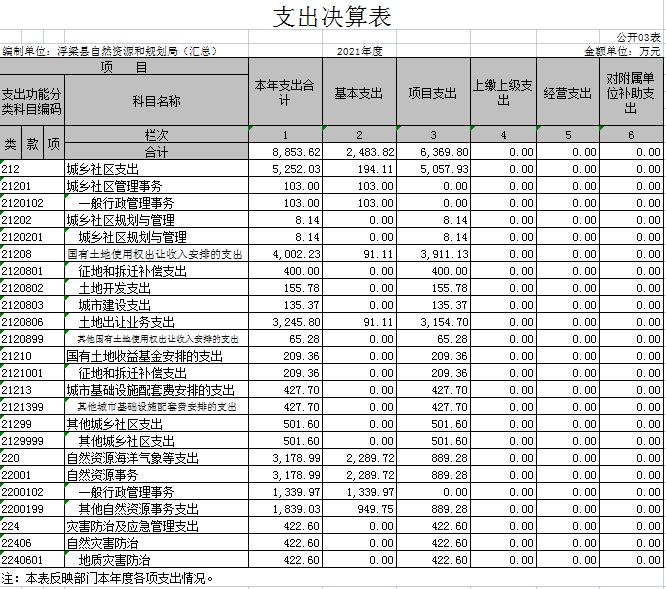 支出决算表
公开03表
编制单位：浮梁县自然资源和规划局（汇总） 2021年度 金额单位：万元
项 目 本年支出合计 基本支出 项目支出 上缴上级支出 经营支出 对附属单位补助支出
支出功能分类科目编码 科目名称
类 款 项 栏次 1 2 3 4 5 6
合计 8,853.62 2,483.82 6,369.80 0.00 0.00 0.00
212 城乡社区支出 5,252.03 194.11 5,057.93 0.00 0.00 0.00
21201 城乡社区管理事务 103.00 103.00 0.00 0.00 0.00 0.00
2120102 一般行政管理事务 103.00 103.00 0.00 0.00 0.00 0.00
21202 城乡社区规划与管理 8.14 0.00 8.14 0.00 0.00 0.00
2120201 城乡社区规划与管理 8.14 0.00 8.14 0.00 0.00 0.00
21208 国有土地使用权出让收入安排的支出 4,002.23 91.11 3,911.13 0.00 0.00 0.00
2120801 征地和拆迁补偿支出 400.00 0.00 400.00 0.00 0.00 0.00
2120802 土地开发支出 155.78 0.00 155.78 0.00 0.00 0.00
2120803 城市建设支出 135.37 0.00 135.37 0.00 0.00 0.00
2120806 土地出让业务支出 3,245.80 91.11 3,154.70 0.00 0.00 0.00
2120899 其他国有土地使用权出让收入安排的支出 65.28 0.00 65.28 0.00 0.00 0.00
21210 国有土地收益基金安排的支出 209.36 0.00 209.36 0.00 0.00 0.00
2121001 征地和拆迁补偿支出 209.36 0.00 209.36 0.00 0.00 0.00
21213 城市基础设施配套费安排的支出 427.70 0.00 427.70 0.00 0.00 0.00
2121399 其他城市基础设施配套费安排的支出 427.70 0.00 427.70 0.00 0.00 0.00
21299 其他城乡社区支出 501.60 0.00 501.60 0.00 0.00 0.00
2129999 其他城乡社区支出 501.60 0.00 501.60 0.00 0.00 0.00
220 自然资源海洋气象等支出 3,178.99 2,289.72 889.28 0.00 0.00 0.00
22001 自然资源事务 3,178.99 2,289.72 889.28 0.00 0.00 0.00
2200102 一般行政管理事务 1,339.97 1,339.97 0.00 0.00 0.00 0.00
2200199 其他自然资源事务支出 1,839.03 949.75 889.28 0.00 0.00 0.00
224 灾害防治及应急管理支出 422.60 0.00 422.60 0.00 0.00 0.00
22406 自然灾害防治 422.60 0.00 422.60 0.00 0.00 0.00
2240601 地质灾害防治 422.60 0.00 422.60 0.00 0.00 0.00
注：本表反映部门本年度各项支出情况。